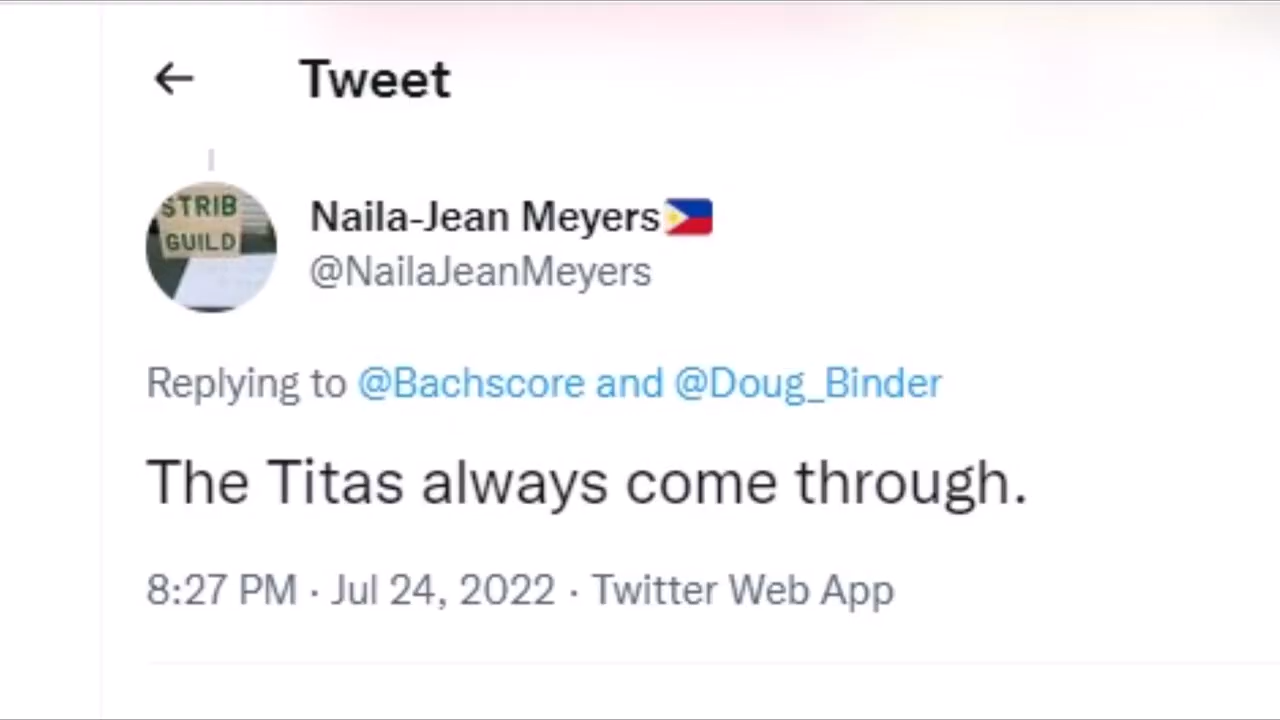 Tweet
STRIB
GUILD
Naila-Jean Meyers🇵🇭
@NailaJeanMeyers
Replying to @Bachscore and @Doug_Binder
The Titas always come through.
8:27 PM · Jul 24, 2022 · Twitter Web App